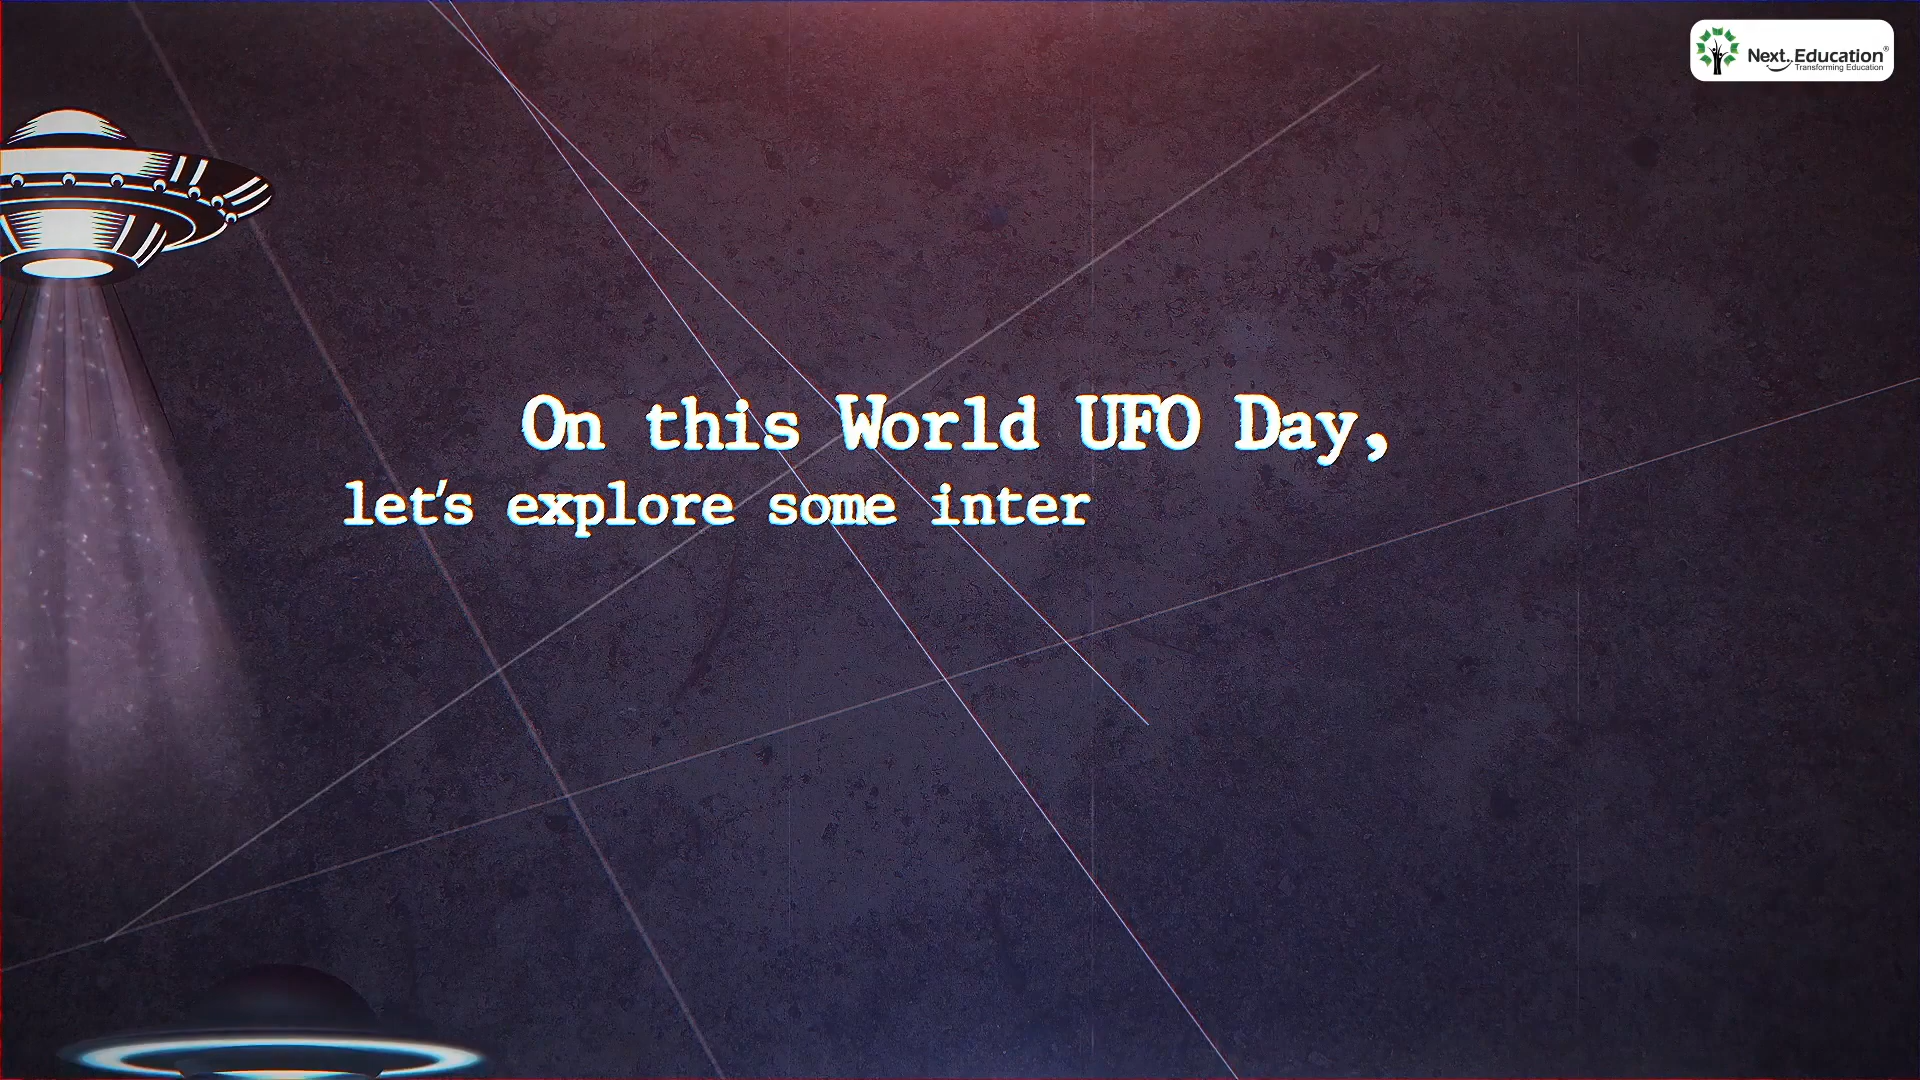 Next Education®
Transforming Education
On this World UFO Day,
let's explore some inter